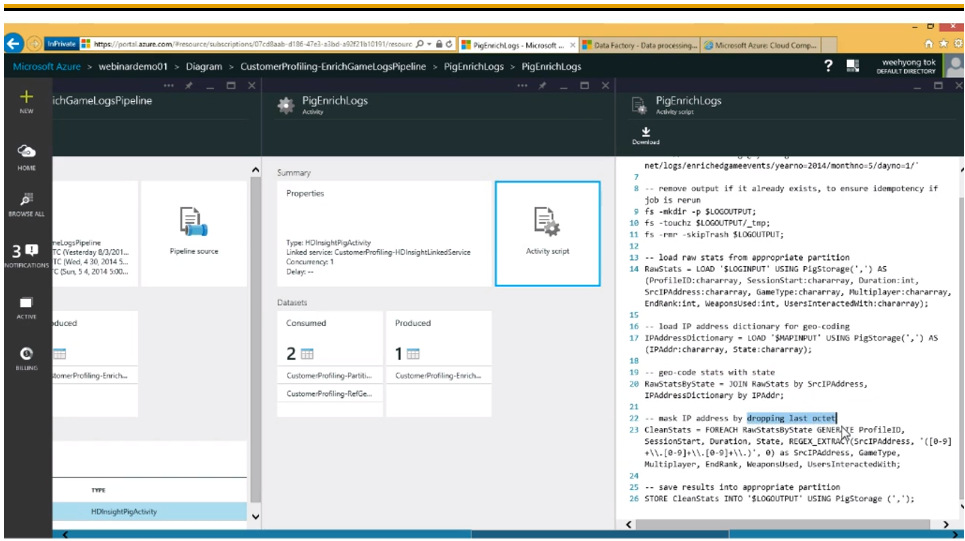 InPrivate https://portal.azure.com/#resource/subscriptions/07cd8aab-d186-47e3-a3bd-a92f21b10191/resourc
PigEnrichLogs - Microsoft ...
Data Factory - Data processing...
Microsoft Azure: Cloud Comp...
Microsoft Azure > webinardemo01 > Diagram > CustomerProfiling-EnrichGameLogsPipeline > PigEnrichLogs > PigEnrichLogs
weehyong tok
DEFAULT DIRECTORY
NEW
HOME
BROWSE ALL
3
NOTIFICATIONS
ACTIVE
BILLING
ichGameLogsPipeline
neLogsPipeline
TC (Yesterday 8/3/201...
TC (Wed, 4 30, 2014 5...
TC (Sun, 5 4, 2014 5:00...
Pipeline source
duced
tomerProfiling-Enrich...
TYPE
HDInsightPigActivity
PigEnrichLogs
Activity
Summary
Properties
Type: HDInsightPigActivity
Linked service: CustomerProfiling-HDInsightLinkedService
Concurrency: 1
Delay: --
Activity script
Datasets
Consumed
Produced
2
1
CustomerProfiling-Partiti...
CustomerProfiling-Enrich...
CustomerProfiling-RefGe...
PigEnrichLogs
Activity script
Download
net/logs/enrichedgameevents/yearno=2014/monthno=5/dayno=1/'
7
8 -- remove output if it already exists, to ensure idempotency if
job is rerun
9 fs -mkdir -p $LOGOUTPUT;
10 fs -touchz $LOGOUTPUT/_tmp;
11 fs -rmr -skipTrash $LOGOUTPUT;
12
13 -- load raw stats from appropriate partition
14 RawStats = LOAD '$LOGINPUT' USING PigStorage(',') AS
(ProfileID:chararray, SessionStart:chararray, Duration:int,
SrcIPAddress:chararray, GameType:chararray, Multiplayer:chararray,
EndRank:int, WeaponsUsed:int, UsersInteractedWith:chararray);
15
16 -- load IP address dictionary for geo-coding
17 IPAddressDictionary = LOAD '$MAPINPUT' USING PigStorage(',') AS
(IPAddr:chararray, State:chararray);
18
19 -- geo-code stats with state
20 RawStatsByState = JOIN RawStats by SrcIPAddress,
IPAddressDictionary by IPAddr;
21
22 -- mask IP address by dropping last octet
23 CleanStats = FOREACH RawStatsByState GENERATE ProfileID,
SessionStart, Duration, State, REGEX_EXTRACT(SrcIPAddress, '([0-9]
+\\.[0-9]+\\.[0-9]+\\.)', 0) as SrcIPAddress, GameType,
Multiplayer, EndRank, WeaponsUsed, UsersInteractedWith;
24
25 -- save results into appropriate partition
26 STORE CleanStats INTO '$LOGOUTPUT' USING PigStorage (',');